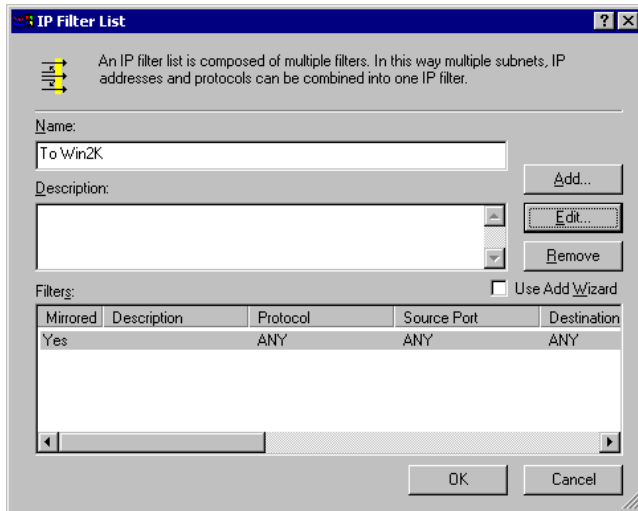 IP Filter List
An IP filter list is composed of multiple filters. In this way multiple subnets, IP
addresses and protocols can be combined into one IP filter.
Name:
To Win2K
Add...
Description:
Edit...
Remove
Filters:
Use Add Wizard
Mirrored Description Protocol Source Port Destination
Yes ANY ANY ANY
OK Cancel